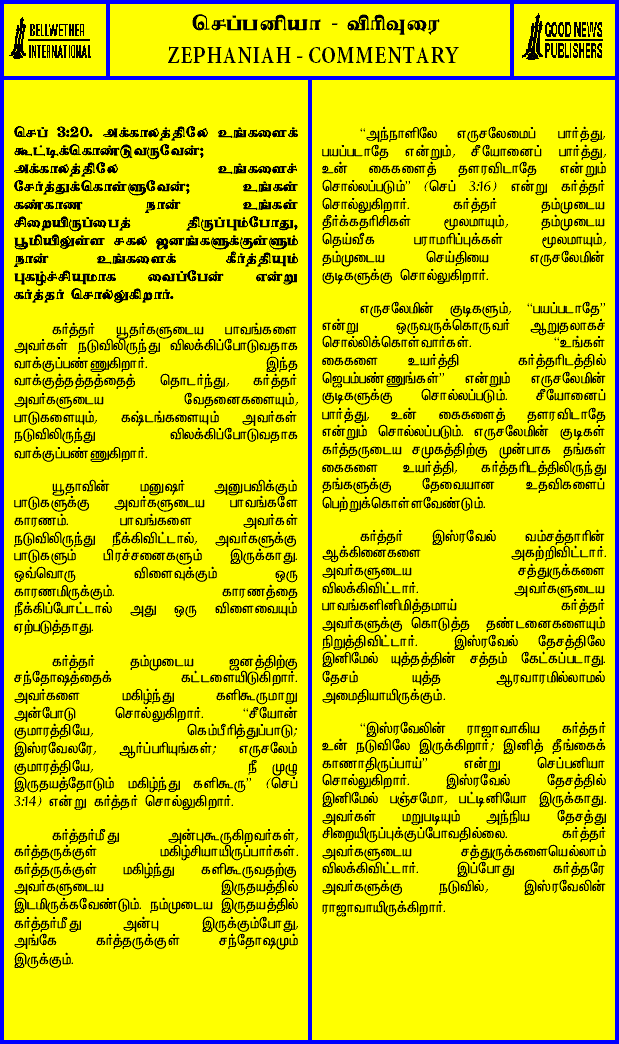 BELLWETHER
INTERNATIONAL
செப்பனியா - விரிவுரை
ZEPHANIAH - COMMENTARY
GOOD NEWS
PUBLISHERS
செப் 3:20. அக்காலத்திலே உங்களைக்
கூட்டிக்கொண்டுவருவேன்;
அக்காலத்திலே உங்களைச்
சேர்த்துக்கொள்ளுவேன்; உங்கள்
கண்காண நான் உங்கள்
சிறையிருப்பைத் திருப்பும்போது,
பூமியிலுள்ள சகல ஜனங்களுக்குள்ளும்
நான் உங்களைக் கீர்த்தியும்
புகழ்ச்சியுமாக வைப்பேன் என்று
கர்த்தர் சொல்லுகிறார்.
கர்த்தர் யூதர்களுடைய பாவங்களை
அவர்கள் நடுவிலிருந்து விலக்கிப்போடுவதாக
வாக்குப்பண்ணுகிறார். இந்த
வாக்குத்தத்தத்தைத் தொடர்ந்து, கர்த்தர்
அவர்களுடைய வேதனைகளையும்,
பாடுகளையும், கஷ்டங்களையும் அவர்கள்
நடுவிலிருந்து விலக்கிப்போடுவதாக
வாக்குப்பண்ணுகிறார்.
யூதாவின் மனுஷர் அனுபவிக்கும்
பாடுகளுக்கு அவர்களுடைய பாவங்களே
காரணம். பாவங்களை அவர்கள்
நடுவிலிருந்து நீக்கிவிட்டால், அவர்களுக்கு
பாடுகளும் பிரச்சனைகளும் இருக்காது.
ஒவ்வொரு விளைவுக்கும் ஒரு
காரணமிருக்கும். காரணத்தை
நீக்கிப்போட்டால் அது ஒரு விளைவையும்
ஏற்படுத்தாது.
கர்த்தர் தம்முடைய ஜனத்திற்கு
சந்தோஷத்தைக் கட்டளையிடுகிறார்.
அவர்களை மகிழ்ந்து களிகூருமாறு
அன்போடு சொல்லுகிறார். “சீயோன்
குமாரத்தியே, கெம்பீரித்துப்பாடு;
இஸ்ரவேலரே, ஆர்ப்பரியுங்கள்; எருசலேம்
குமாரத்தியே, நீ முழு
இருதயத்தோடும் மகிழ்ந்து களிகூரு” (செப்
3:14) என்று கர்த்தர் சொல்லுகிறார்.
கர்த்தர்மீது அன்புகூருகிறவர்கள்,
கர்த்தருக்குள் மகிழ்சியாயிருப்பார்கள்.
கர்த்தருக்குள் மகிழ்ந்து களிகூருவதற்கு
அவர்களுடைய இருதயத்தில்
இடமிருக்கவேண்டும். நம்முடைய இருதயத்தில்
கர்த்தர்மீது அன்பு இருக்கும்போது,
அங்கே கர்த்தருக்குள் சந்தோஷமும்
இருக்கும்.
“அந்நாளிலே எருசலேமைப் பார்த்து,
பயப்படாதே என்றும், சீயோனைப் பார்த்து,
உன் கைகளைத் தளரவிடாதே என்றும்
சொல்லப்படும்” (செப் 3:16) என்று கர்த்தர்
சொல்லுகிறார். கர்த்தர் தம்முடைய
தீர்க்கதரிசிகள் மூலமாயும், தம்முடைய
தெய்வீக பராமரிப்புக்கள் மூலமாயும்,
தம்முடைய செய்தியை எருசலேமின்
குடிகளுக்கு சொல்லுகிறார்.
எருசலேமின் குடிகளும், “பயப்படாதே”
என்று ஒருவருக்கொருவர் ஆறுதலாகச்
சொல்லிக்கொள்வார்கள். “உங்கள்
கைகளை உயர்த்தி கர்த்தரிடத்தில்
ஜெபம்பண்ணுங்கள்” என்றும் எருசலேமின்
குடிகளுக்கு சொல்லப்படும். சீயோனைப்
பார்த்து, உன் கைகளைத் தளரவிடாதே
என்றும் சொல்லப்படும். எருசலேமின் குடிகள்
கர்த்தருடைய சமுகத்திற்கு முன்பாக தங்கள்
கைகளை உயர்த்தி, கர்த்தரிடத்திலிருந்து
தங்களுக்கு தேவையான உதவிகளைப்
பெற்றுக்கொள்ளவேண்டும்.
கர்த்தர் இஸ்ரவேல் வம்சத்தாரின்
ஆக்கினைகளை அகற்றிவிட்டார்.
அவர்களுடைய சத்துருக்களை
விலக்கிவிட்டார். அவர்களுடைய
பாவங்களினிமித்தமாய் கர்த்தர்
அவர்களுக்கு கொடுத்த தண்டனைகளையும்
நிறுத்திவிட்டார். இஸ்ரவேல் தேசத்திலே
இனிமேல் யுத்தத்தின் சத்தம் கேட்கப்படாது.
தேசம் யுத்த ஆரவாரமில்லாமல்
அமைதியாயிருக்கும்.
“இஸ்ரவேலின் ராஜாவாகிய கர்த்தர்
உன் நடுவிலே இருக்கிறார்; இனித் தீங்கைக்
காணாதிருப்பாய்” என்று செப்பனியா
சொல்லுகிறார். இஸ்ரவேல் தேசத்தில்
இனிமேல் பஞ்சமோ, பட்டினியோ இருக்காது.
அவர்கள் மறுபடியும் அந்நிய தேசத்து
சிறையிருப்புக்குப்போவதில்லை. கர்த்தர்
அவர்களுடைய சத்துருக்களையெல்லாம்
விலக்கிவிட்டார். இப்போது கர்த்தரே
அவர்களுக்கு நடுவில், இஸ்ரவேலின்
ராஜாவாயிருக்கிறார்.